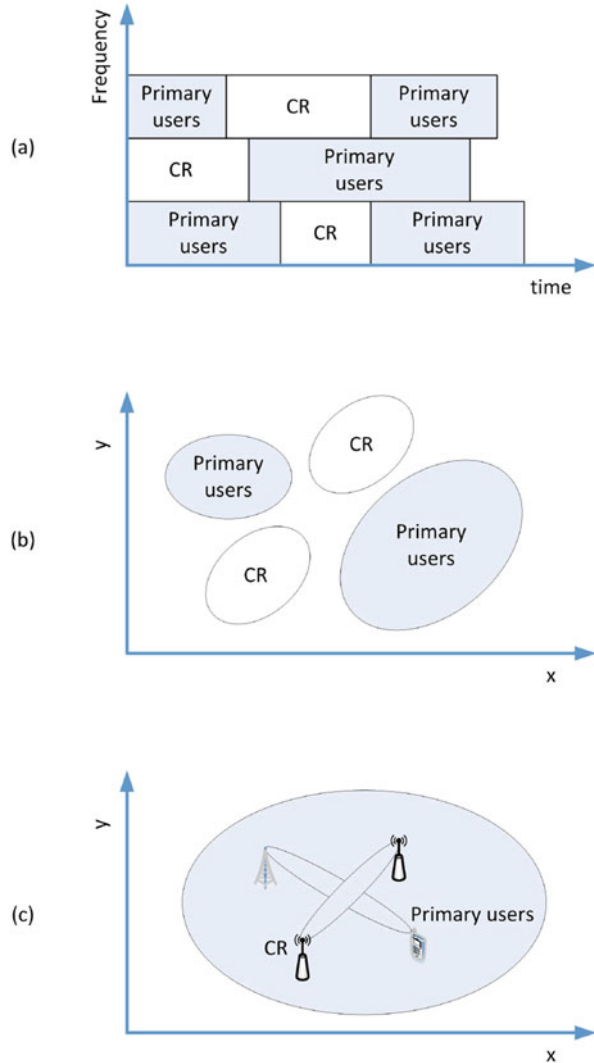 Frequency
(a)
Primary
users
CR
Primary
users
CR
Primary
users
Primary
users
CR
Primary
users
time
y
(b)
Primary
users
CR
CR
Primary
users
x
y
(c)
Primary users
CR
x